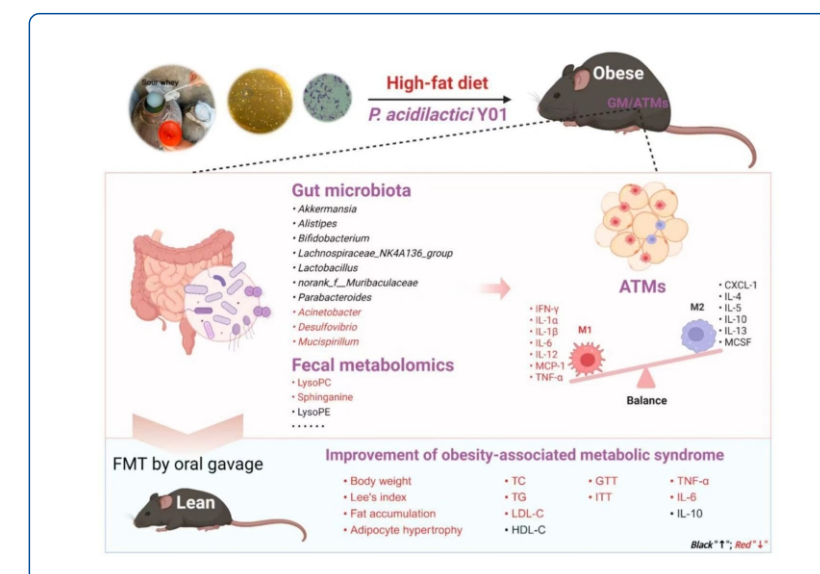 Sour whey
High-fat diet
P. acidilactici Y01
Obese
GM/ATMs
Gut microbiota
• Akkermansia
• Alistipes
• Bifidobacterium
• Lachnospiraceae_NK4A136_group
• Lactobacillus
• norank_f__Muribaculaceae
• Parabacteroides
• Acinetobacter
• Desulfovibrio
• Mucispirillum
Fecal metabolomics
• LysoPC
• Sphinganine
• LysoPE
• • • • • •
ATMs
• IFN-γ
• IL-1α
• IL-1β
• IL-6
• IL-12
• MCP-1
• TNF-α
M1
M2
• CXCL-1
• IL-4
• IL-5
• IL-10
• IL-13
• MCSF
Balance
FMT by oral gavage
Lean
Improvement of obesity-associated metabolic syndrome
• Body weight
• Lee's index
• Fat accumulation
• Adipocyte hypertrophy
• TC
• TG
• LDL-C
• HDL-C
• GTT
• ITT
• TNF-α
• IL-6
• IL-10
Black"↑"; Red"↓"